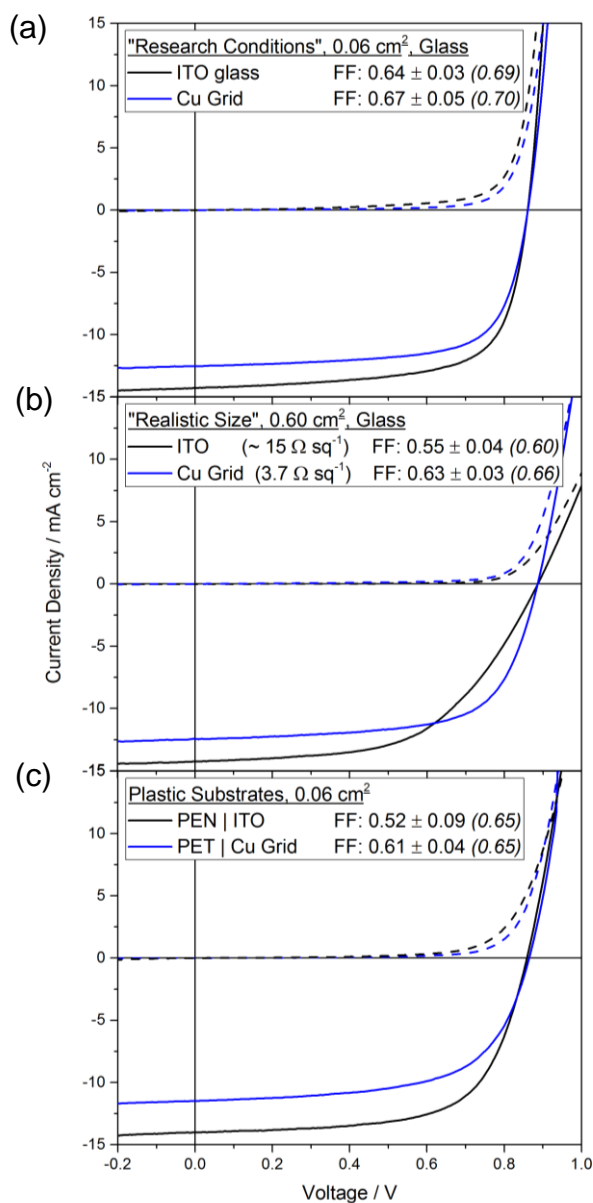 (a)
15
10
5
0
-5
-10
-15
"Research Conditions", 0.06 cm², Glass
ITO glass FF: 0.64 ± 0.03 (0.69)
Cu Grid FF: 0.67 ± 0.05 (0.70)
(b)
10
5
0
-5
-10
-15
"Realistic Size", 0.60 cm², Glass
ITO (~ 15 Ω sq⁻¹) FF: 0.55 ± 0.04 (0.60)
Cu Grid (3.7 Ω sq⁻¹) FF: 0.63 ± 0.03 (0.66)
Current Density / mA cm⁻²
(c)
10
5
0
-5
-10
-15
Plastic Substrates, 0.06 cm²
PEN | ITO FF: 0.52 ± 0.09 (0.65)
PET | Cu Grid FF: 0.61 ± 0.04 (0.65)
-0.2 0.0 0.2 0.4 0.6 0.8 1.0
Voltage / V